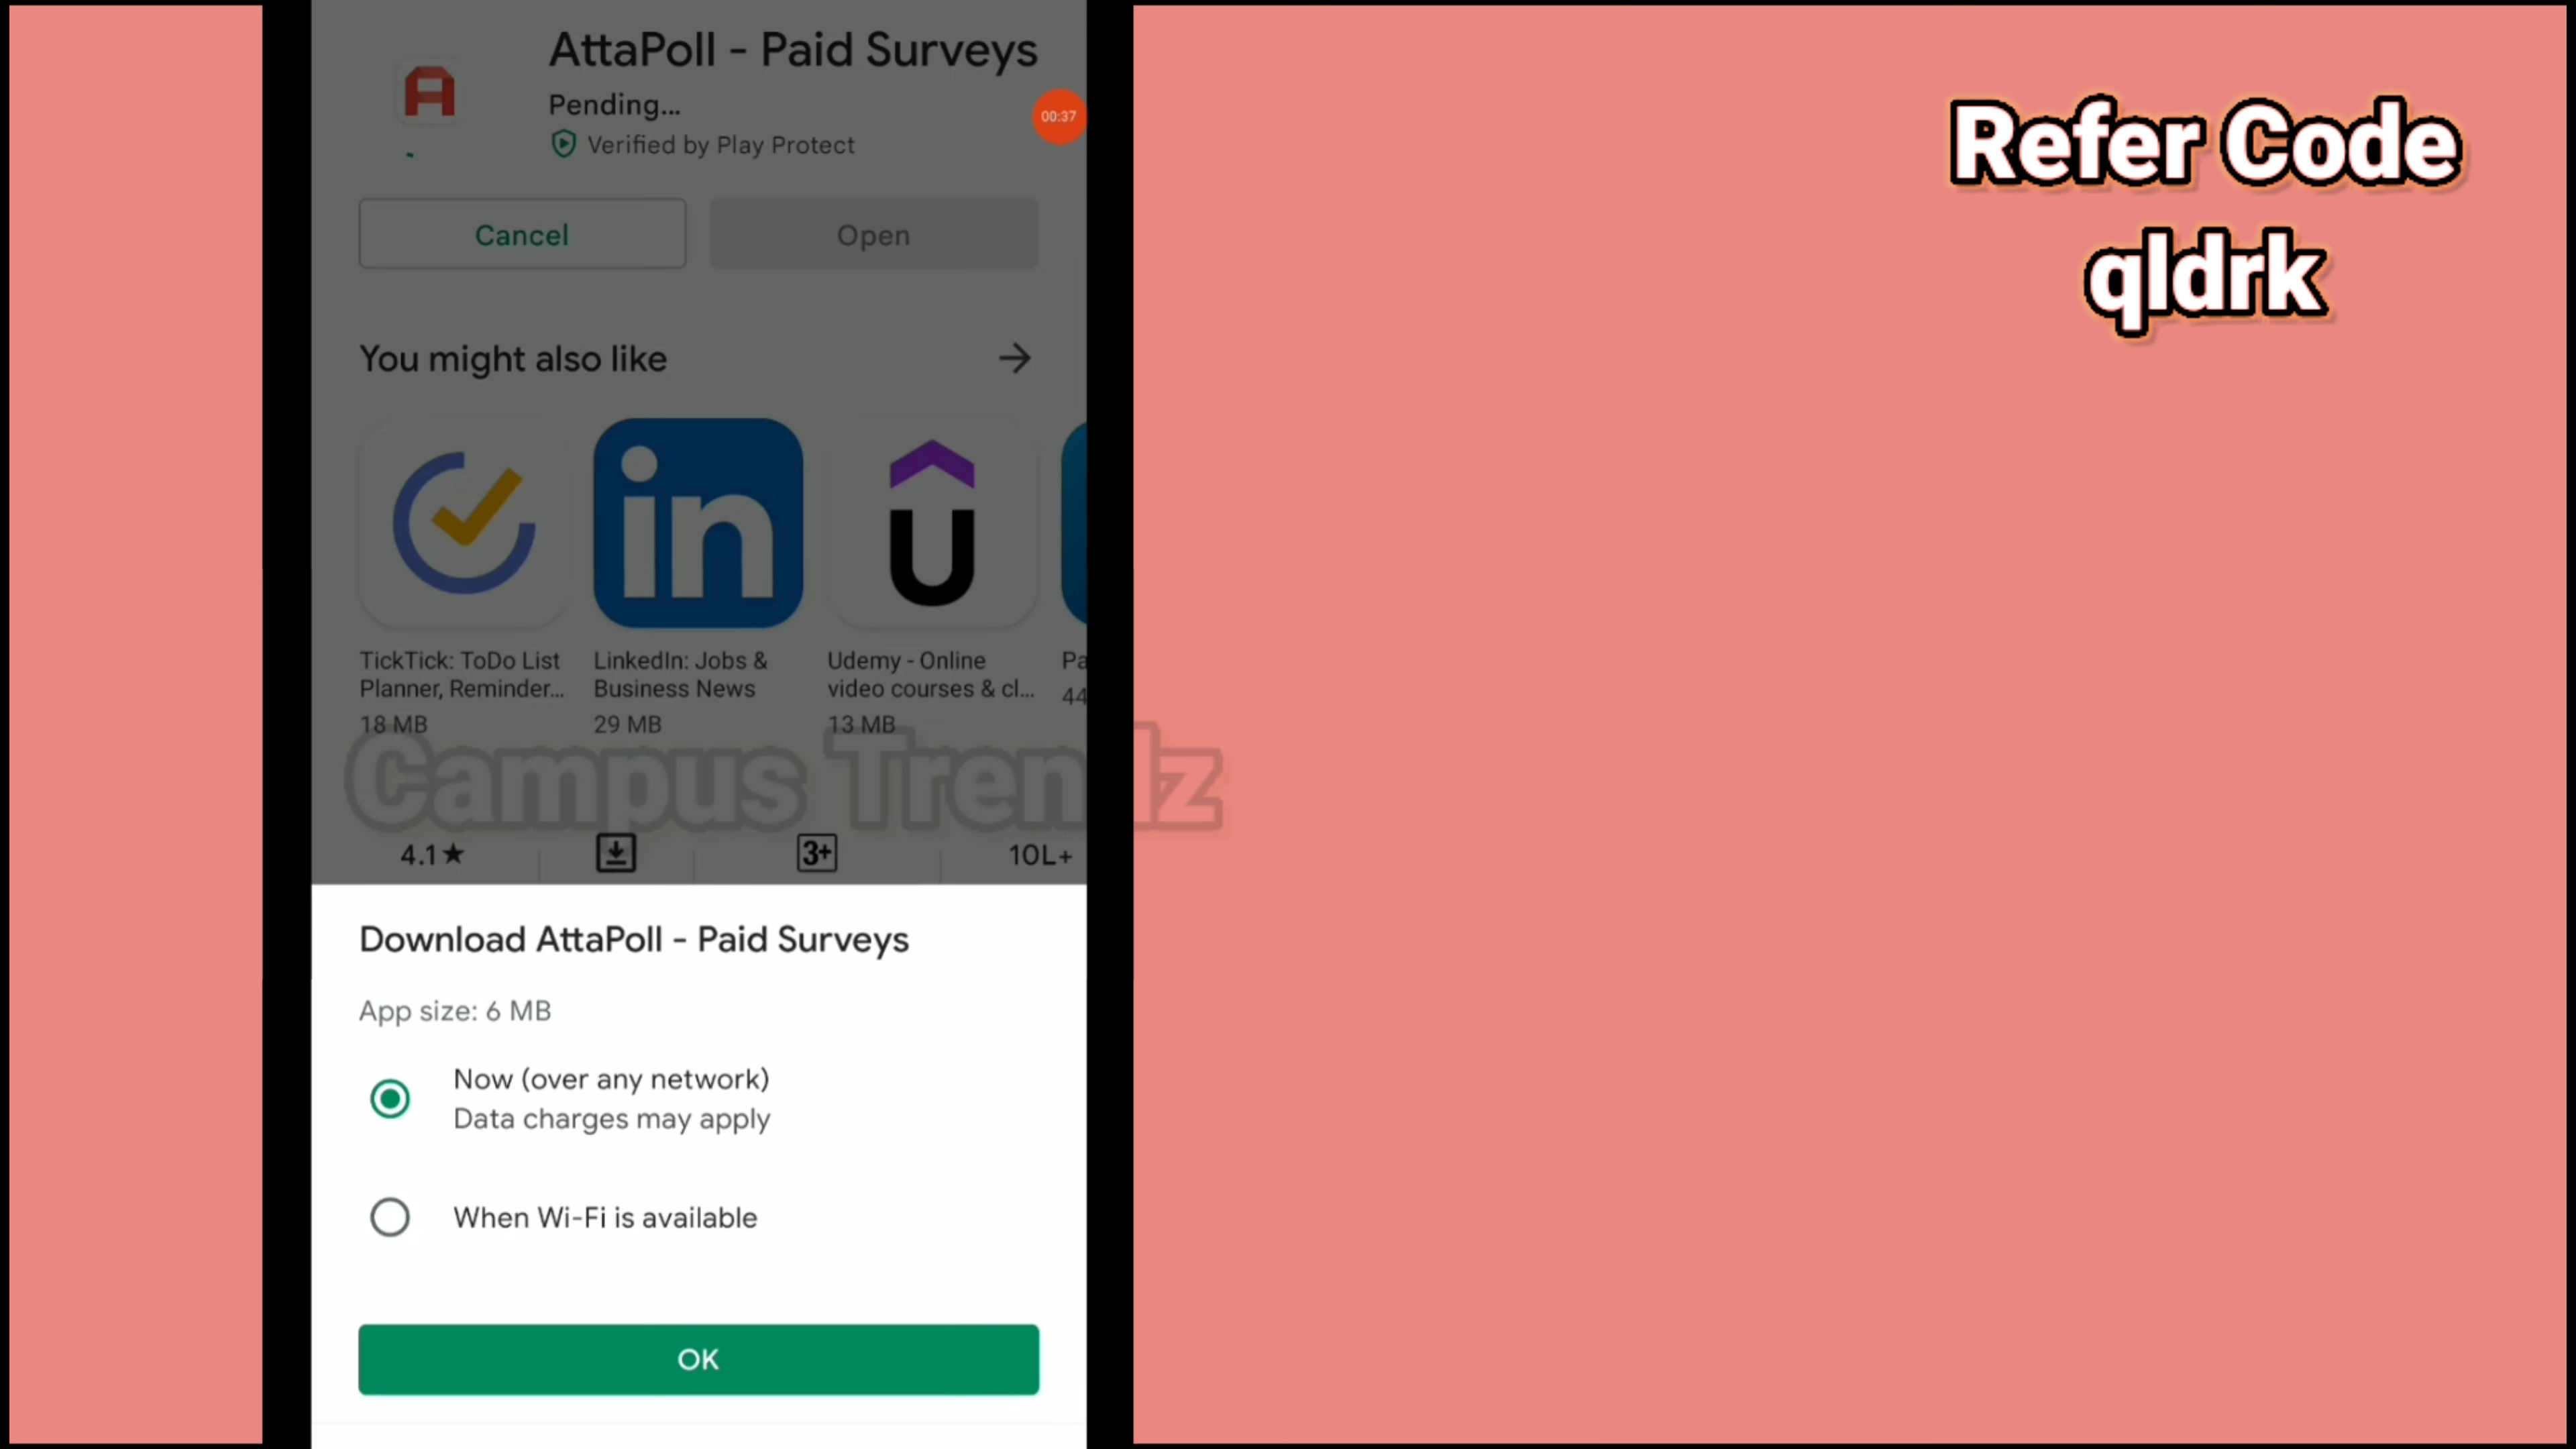 AttaPoll - Paid Surveys
Pending...
00:37
Verified by Play Protect
Cancel
Open
Refer Code
qldrk
You might also like
in
TickTick: ToDo List
Planner, Reminder...
18 MB
LinkedIn: Jobs &
Business News
29 MB
Udemy - Online
video courses & cl...
13 MB
Pa
44
Campus Trendz
4.1★
3+
10L+
Download AttaPoll - Paid Surveys
App size: 6 MB
Now (over any network)
Data charges may apply
When Wi-Fi is available
OK